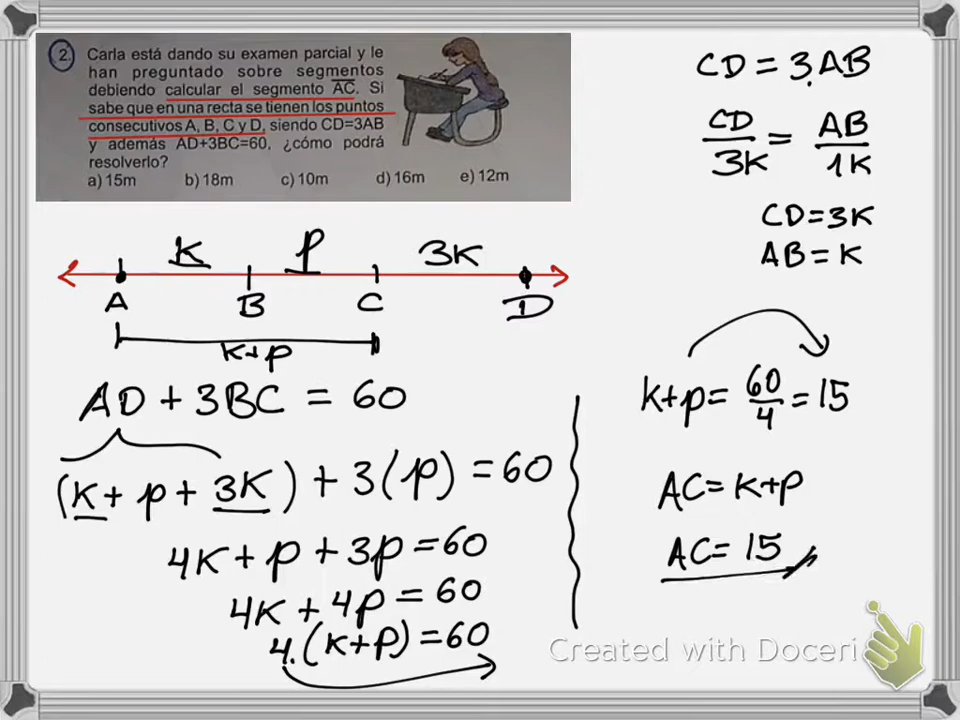 2. Carla está dando su examen parcial y le
han preguntado sobre segmentos
debiendo calcular el segmento A̅C̅. Si
sabe que en una recta se tienen los puntos
consecutivos A, B, C y D, siendo CD=3AB
y además AD+3BC=60, ¿cómo podrá
resolverlo?
a) 15m b) 18m c) 10m d) 16m e) 12m
K P 3K
A B C D
K+p
AD + 3BC = 60
(K + p + 3K) + 3(p) = 60
4K + p + 3p = 60
4K + 4p = 60
4.(K+P) = 60
CD = 3.AB
CD/3K = AB/1K
CD = 3K
AB = K
K+p = 60/4 = 15
AC = K+p
AC = 15
Created with Doceri